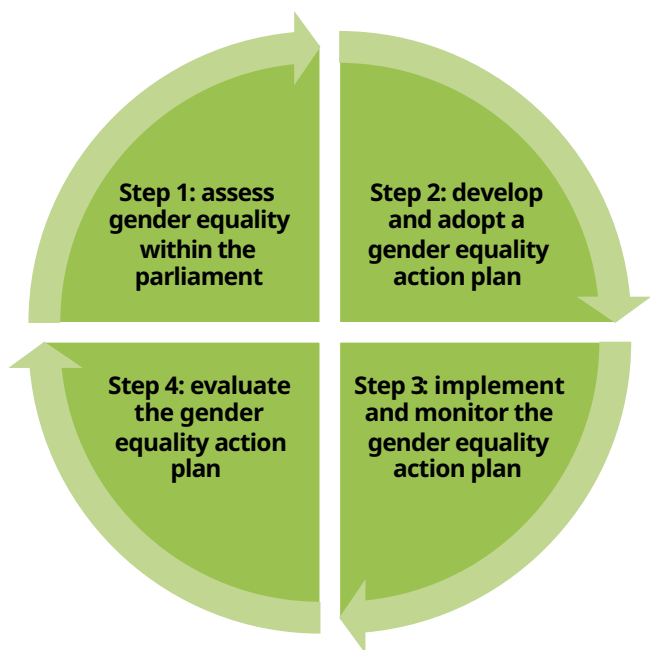 Step 1: assess
gender equality
within the
parliament
Step 2: develop
and adopt a
gender equality
action plan
Step 3: implement
and monitor the
gender equality
action plan
Step 4: evaluate
the gender
equality action
plan